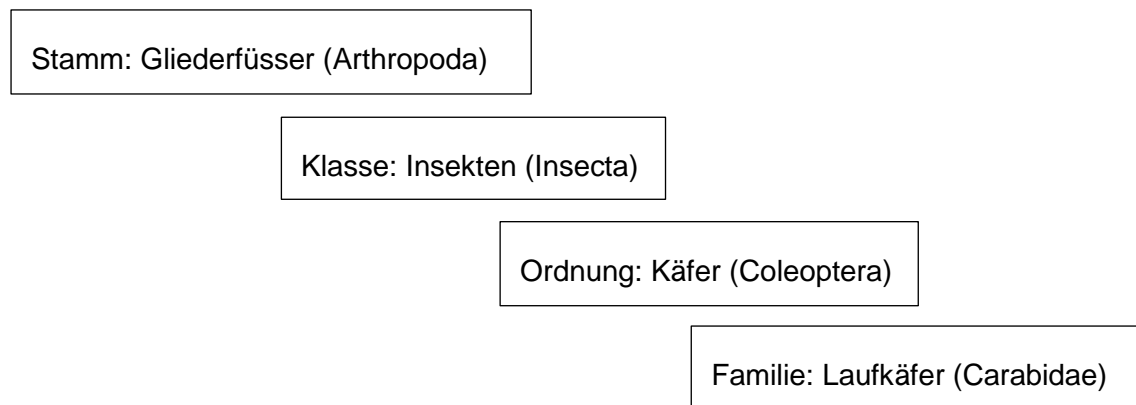 Stamm: Gliederfüsser (Arthropoda)
Klasse: Insekten (Insecta)
Ordnung: Käfer (Coleoptera)
Familie: Laufkäfer (Carabidae)